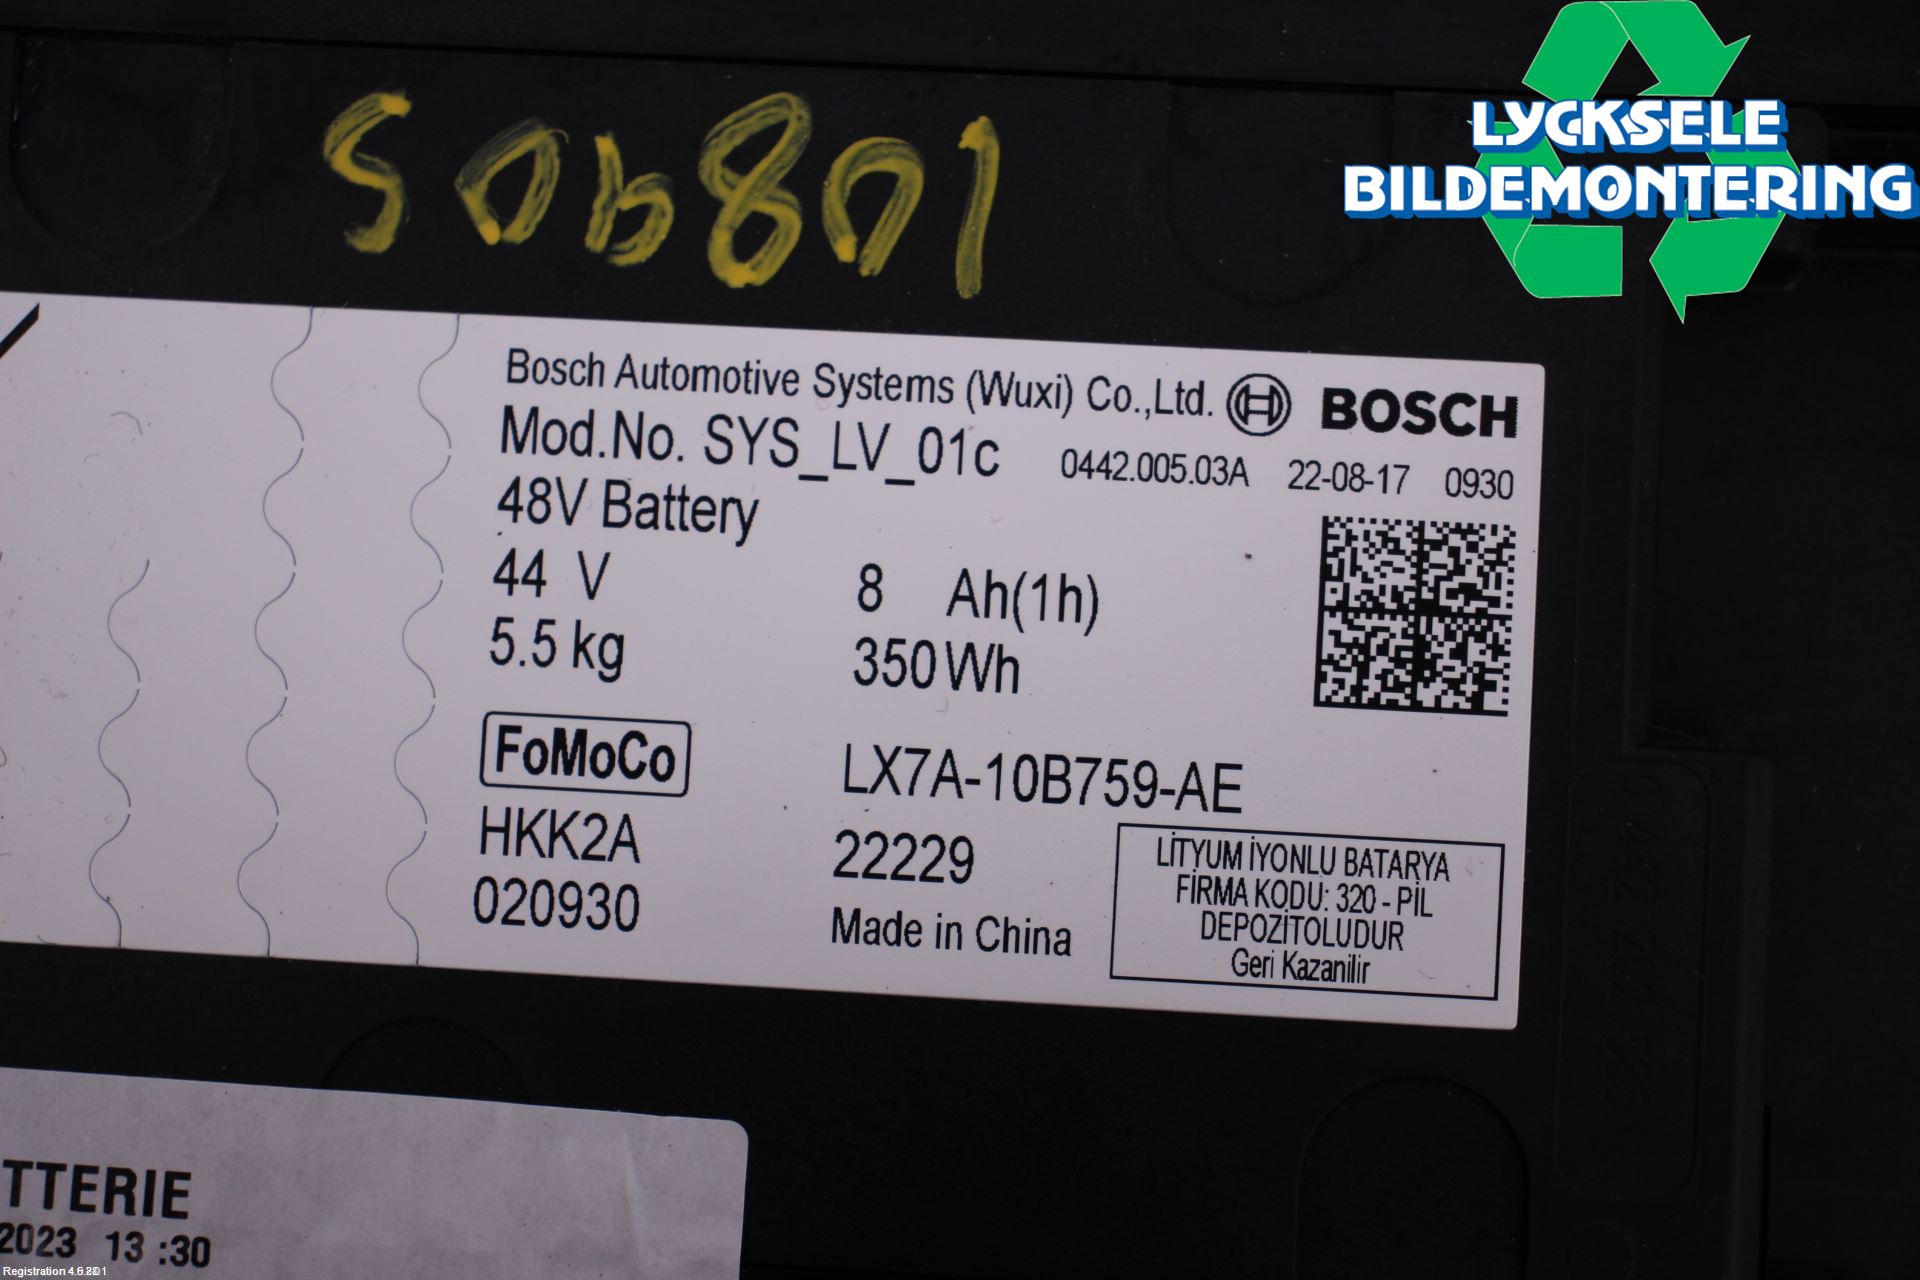 LYCKSELE
BILDEMONTERING
Bosch Automotive Systems (Wuxi) Co.,Ltd. BOSCH
Mod.No. SYS_LV_01c 0442.005.03A 22-08-17 0930
48V Battery
44 V 8 Ah(1h)
5.5 kg 350 Wh
FoMoCo LX7A-10B759-AE
HKK2A 22229
020930 Made in China
LİTYUM İYONLU BATARYA
FİRMA KODU: 320 - PİL
DEPOZİTOLUDUR
Geri Kazanilir
TTERIE
2023 13 :30